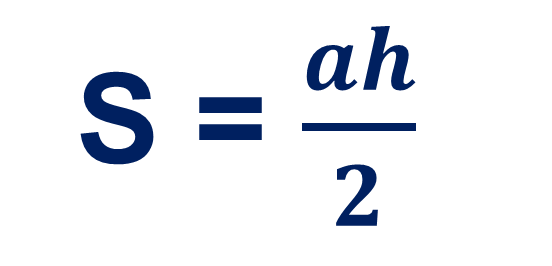 S = ah/2